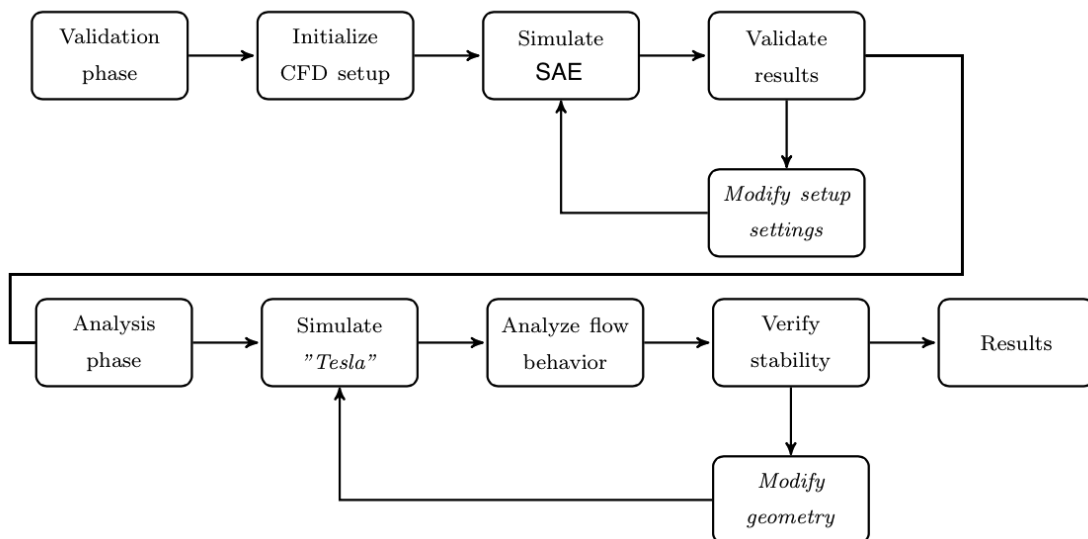 Validation
phase
Initialize
CFD setup
Simulate
SAE
Validate
results
Modify setup
settings
Analysis
phase
Simulate
”Tesla”
Analyze flow
behavior
Verify
stability
Results
Modify
geometry